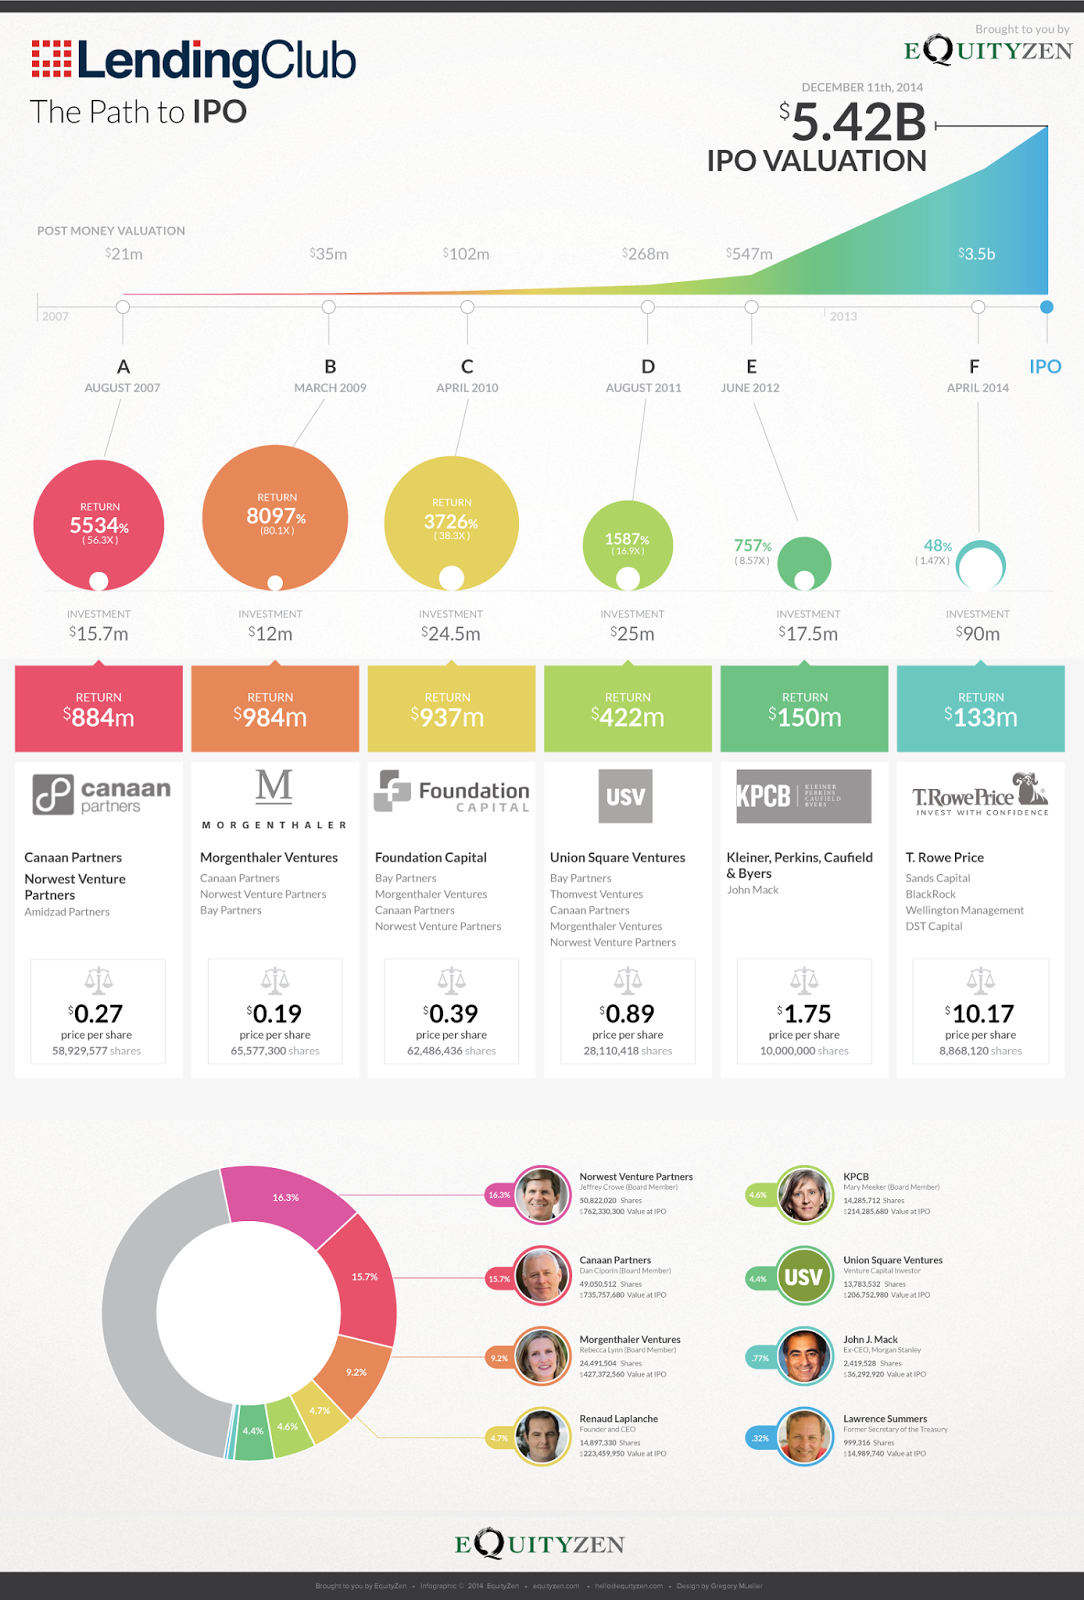 Brought to you by
EQUITYZEN
LendingClub
The Path to IPO
DECEMBER 11th, 2014
$5.42B
IPO VALUATION
POST MONEY VALUATION
$21m
$35m
$102m
$268m
$547m
$3.5b
2007
2013
A
B
C
D
E
F
IPO
AUGUST 2007
MARCH 2009
APRIL 2010
AUGUST 2011
JUNE 2012
APRIL 2014
RETURN
5534%
(56.3X)
RETURN
8097%
(80.1X)
RETURN
3726%
(38.3X)
1587%
(16.9X)
757%
(8.57X)
48%
(1.47X)
INVESTMENT
$15.7m
INVESTMENT
$12m
INVESTMENT
$24.5m
INVESTMENT
$25m
INVESTMENT
$17.5m
INVESTMENT
$90m
RETURN
$884m
RETURN
$984m
RETURN
$937m
RETURN
$422m
RETURN
$150m
RETURN
$133m
canaan
partners
Canaan Partners
Norwest Venture
Partners
Amidzad Partners
$0.27
price per share
58,929,577 shares
M
MORGENTHALER
Morgenthaler Ventures
Canaan Partners
Norwest Venture Partners
Bay Partners
$0.19
price per share
65,577,300 shares
Foundation
CAPITAL
Foundation Capital
Bay Partners
Morgenthaler Ventures
Canaan Partners
Norwest Venture Partners
$0.39
price per share
62,486,436 shares
USV
Union Square Ventures
Bay Partners
Thomvest Ventures
Canaan Partners
Morgenthaler Ventures
Norwest Venture Partners
$0.89
price per share
28,110,418 shares
KPCB
KLEINER
PERKINS
CAUFIELD
BYERS
Kleiner, Perkins, Caufield
& Byers
John Mack
$1.75
price per share
10,000,000 shares
T.RowePrice
INVEST WITH CONFIDENCE
T. Rowe Price
Sands Capital
BlackRock
Wellington Management
DST Capital
$10.17
price per share
8,868,120 shares
16.3%
15.7%
9.2%
4.7%
4.6%
4.4%
16.3%
Norwest Venture Partners
Jeffrey Crowe (Board Member)
50,822,020 Shares
$762,330,300 Value at IPO
15.7%
Canaan Partners
Dan Ciporin (Board Member)
49,050,512 Shares
$735,757,680 Value at IPO
9.2%
Morgenthaler Ventures
Rebecca Lynn (Board Member)
24,491,504 Shares
$427,372,560 Value at IPO
4.7%
Renaud Laplanche
Founder and CEO
14,897,330 Shares
$223,459,950 Value at IPO
4.6%
KPCB
Mary Meeker (Board Member)
14,285,712 Shares
$214,285,680 Value at IPO
4.4%
USV
Union Square Ventures
Venture Capital Investor
13,783,532 Shares
$206,752,980 Value at IPO
.77%
John J. Mack
Ex-CEO, Morgan Stanley
2,419,528 Shares
$36,292,920 Value at IPO
.32%
Lawrence Summers
Former Secretary of the Treasury
999,316 Shares
$14,989,740 Value at IPO
EQUITYZEN
Brought to you by EquityZen • Infographic © 2014 EquityZen • equityzen.com • hello@equityzen.com • Design by Gregory Mueller